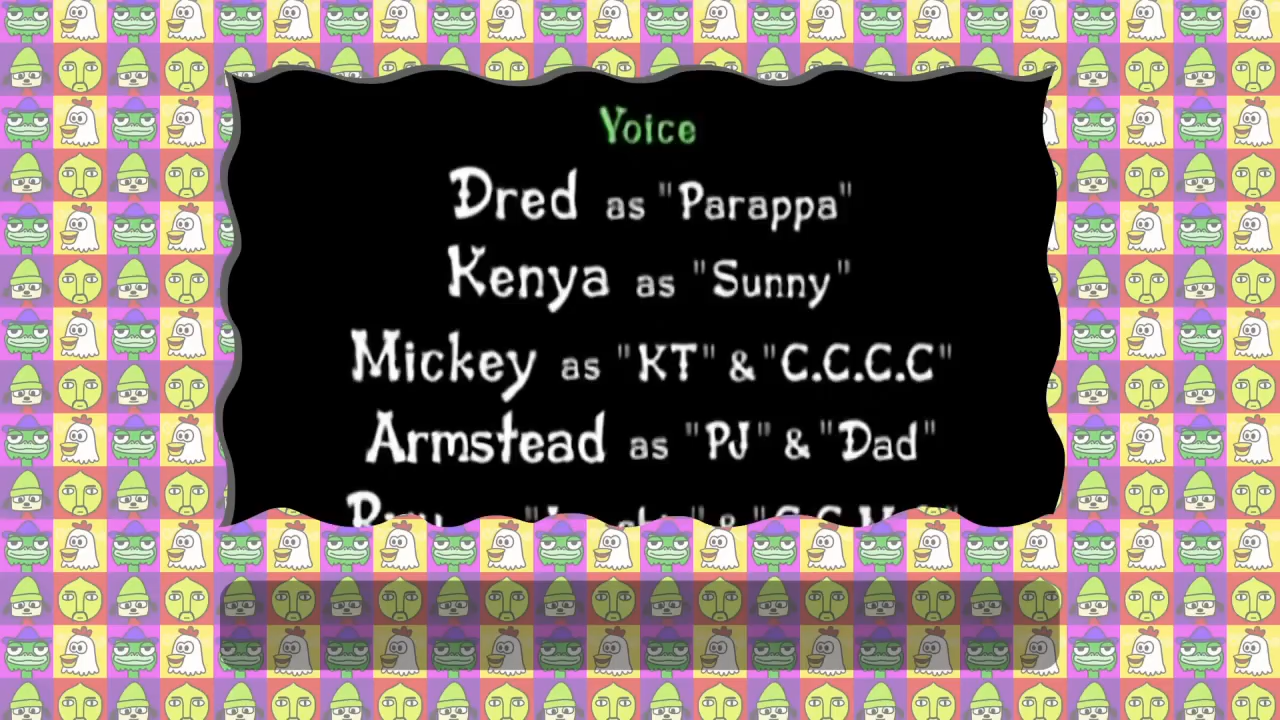 Voice
Dred as "Parappa"
Kenya as "Sunny"
Mickey as "KT" & "C.C.C.C"
Armstead as "PJ" & "Dad"